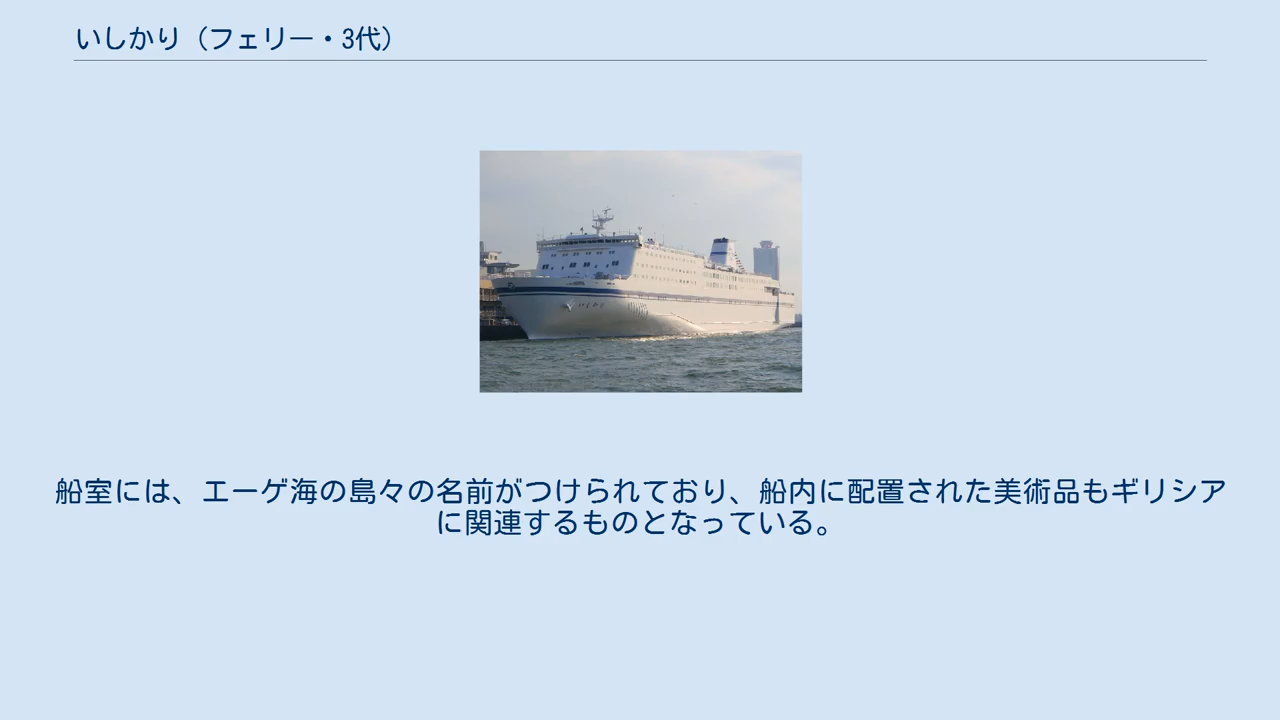 いしかり（フェリー・3代）
船室には、エーゲ海の島々の名前がつけられており、船内に配置された美術品もギリシア
に関連するものとなっている。